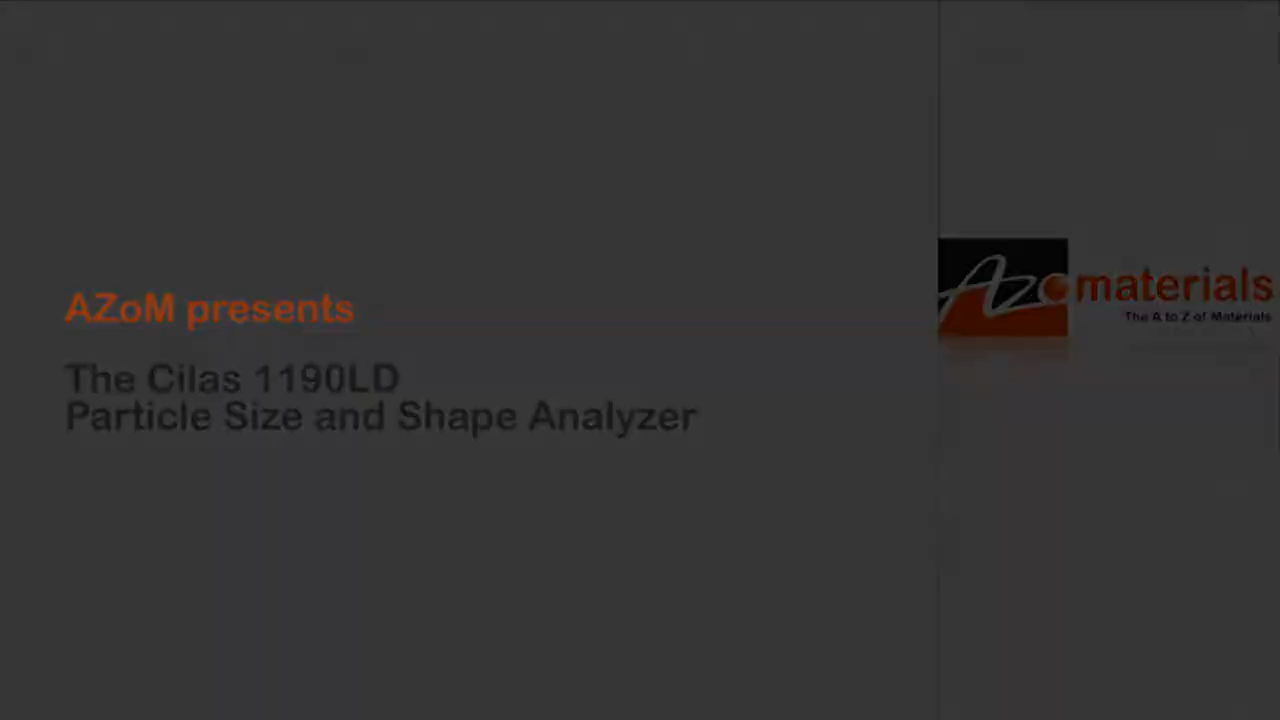 AZoM presents
The Cilas 1190LD
Particle Size and Shape Analyzer
AZo materials
The A to Z of Materials